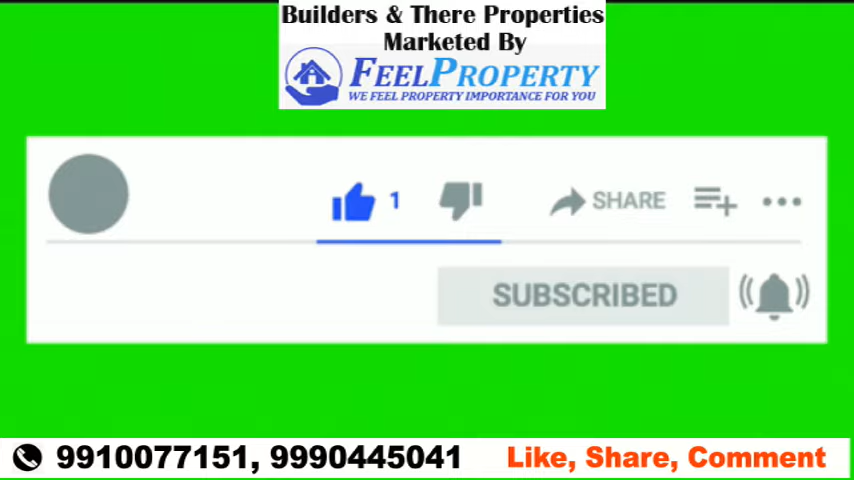 Builders & There Properties
Marketed By
FEELPROPERTY
WE FEEL PROPERTY IMPORTANCE FOR YOU
1
SHARE
SUBSCRIBED
9910077151, 9990445041
Like, Share, Comment